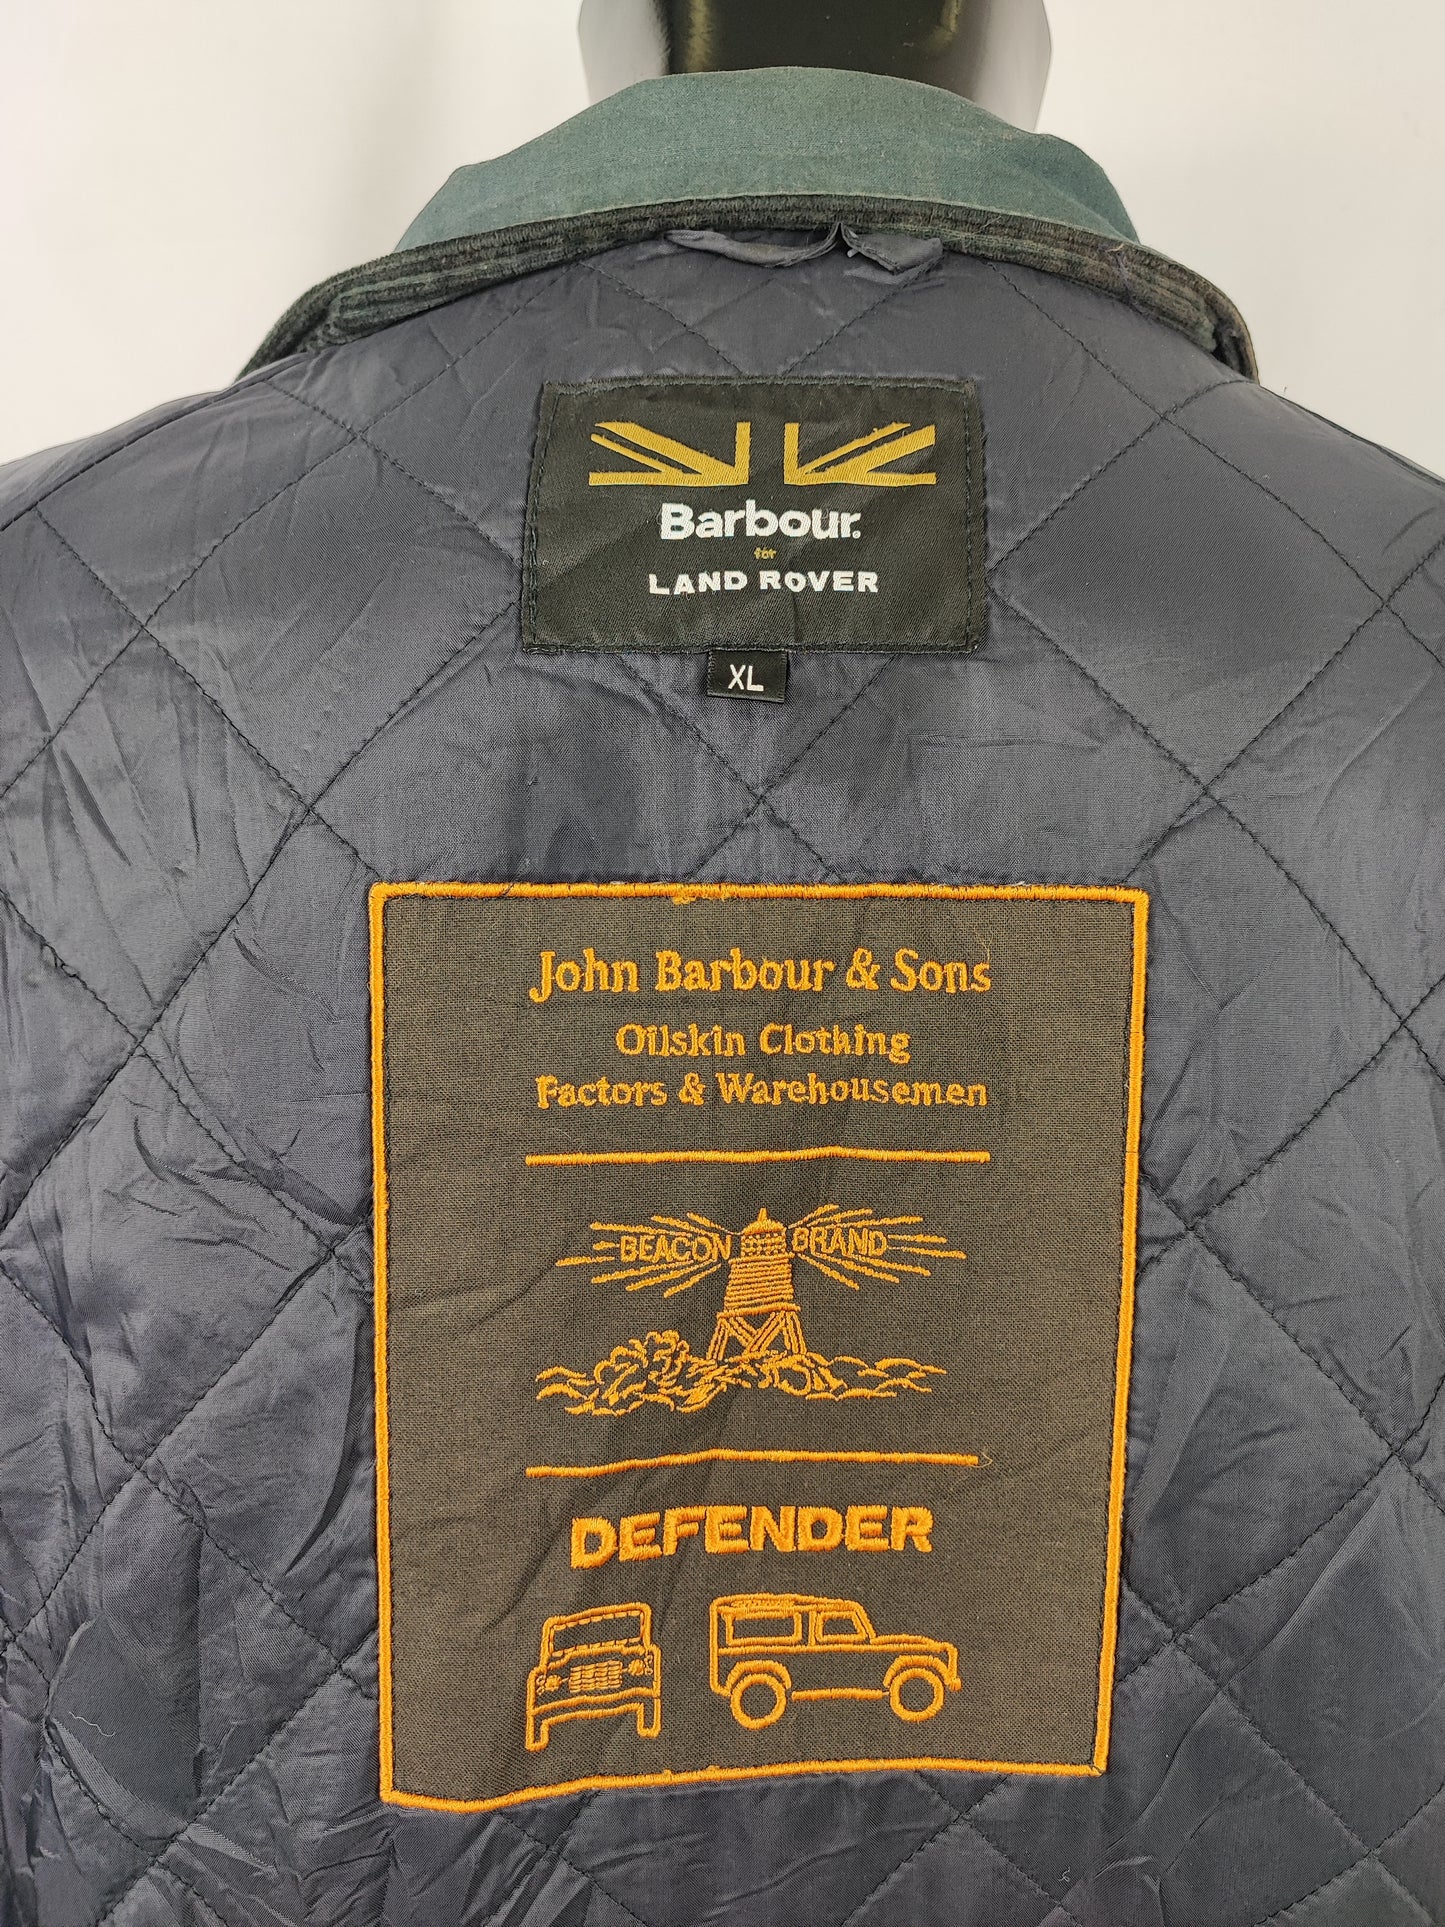 Barbour.
for
LAND ROVER
XL
John Barbour & Sons
Oilskin Clothing
Factors & Warehousemen
BEACON BRAND
DEFENDER